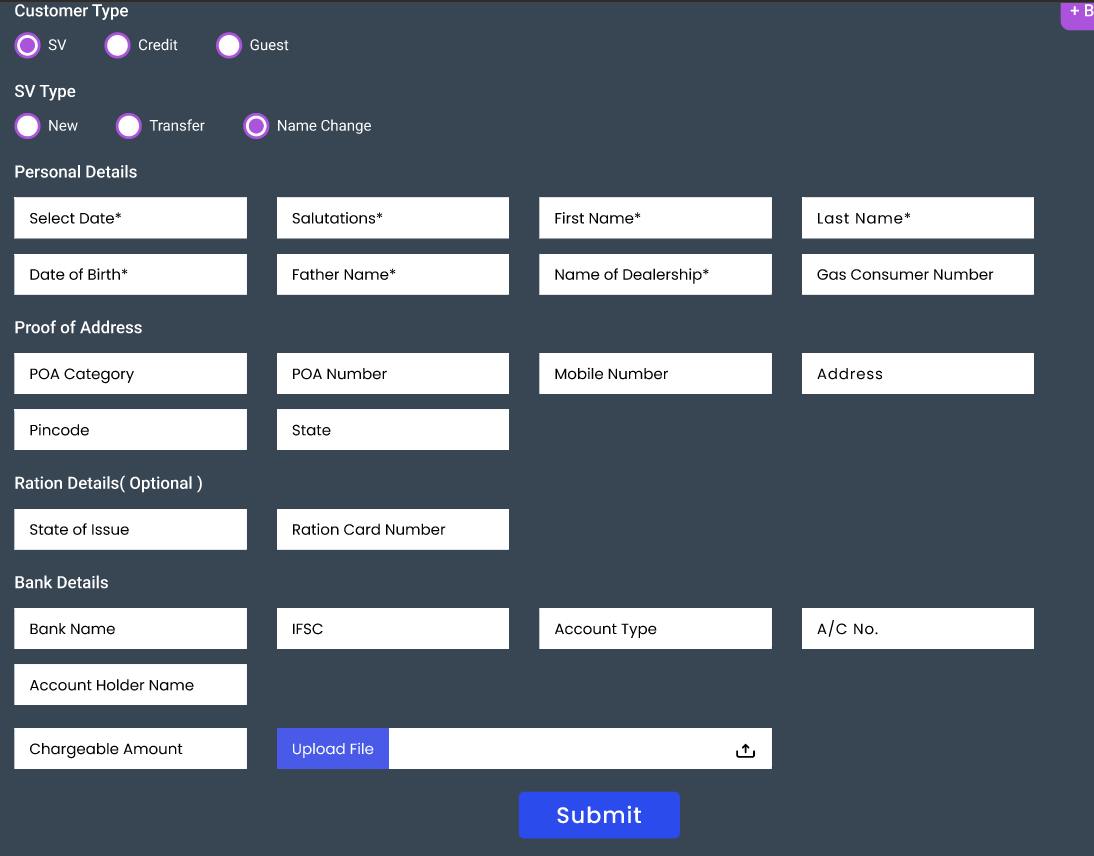 Customer Type
+ B
SV Credit Guest
SV Type
New Transfer Name Change
Personal Details
Select Date* Salutations* First Name* Last Name*
Date of Birth* Father Name* Name of Dealership* Gas Consumer Number
Proof of Address
POA Category POA Number Mobile Number Address
Pincode State
Ration Details( Optional )
State of Issue Ration Card Number
Bank Details
Bank Name IFSC Account Type A/C No.
Account Holder Name
Chargeable Amount Upload File
Submit